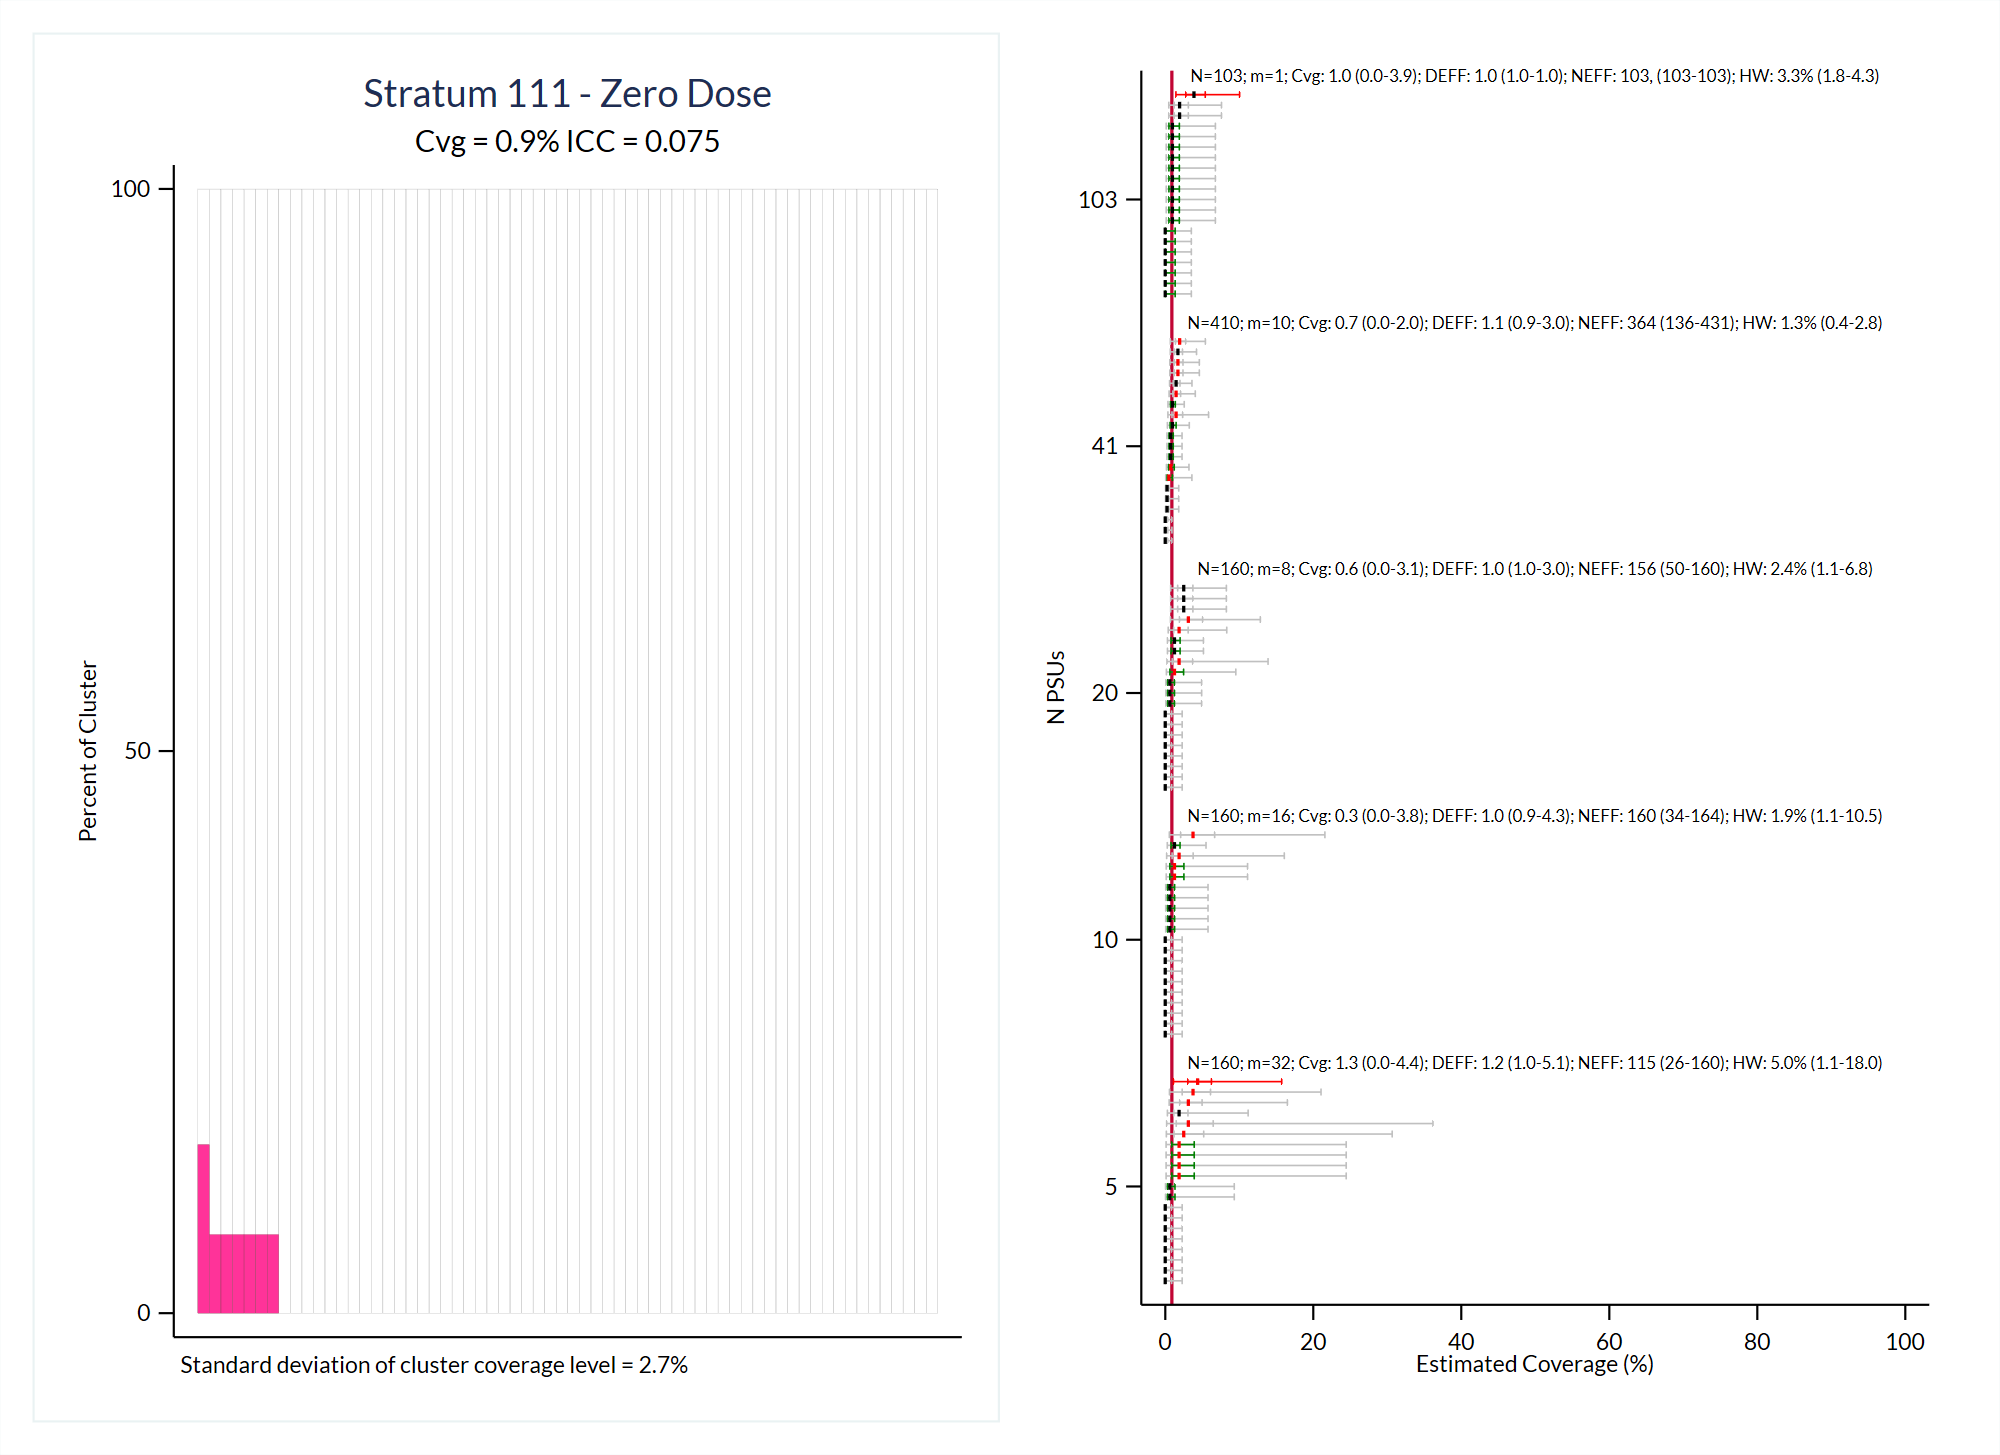 Stratum 111 - Zero Dose
Cvg = 0.9% ICC = 0.075
100
50
0
Percent of Cluster
Standard deviation of cluster coverage level = 2.7%
N=103; m=1; Cvg: 1.0 (0.0-3.9); DEFF: 1.0 (1.0-1.0); NEFF: 103, (103-103); HW: 3.3% (1.8-4.3)
103
N=410; m=10; Cvg: 0.7 (0.0-2.0); DEFF: 1.1 (0.9-3.0); NEFF: 364 (136-431); HW: 1.3% (0.4-2.8)
41
N=160; m=8; Cvg: 0.6 (0.0-3.1); DEFF: 1.0 (1.0-3.0); NEFF: 156 (50-160); HW: 2.4% (1.1-6.8)
20
N PSUs
N=160; m=16; Cvg: 0.3 (0.0-3.8); DEFF: 1.0 (0.9-4.3); NEFF: 160 (34-164); HW: 1.9% (1.1-10.5)
10
N=160; m=32; Cvg: 1.3 (0.0-4.4); DEFF: 1.2 (1.0-5.1); NEFF: 115 (26-160); HW: 5.0% (1.1-18.0)
5
0 20 40 60 80 100
Estimated Coverage (%)